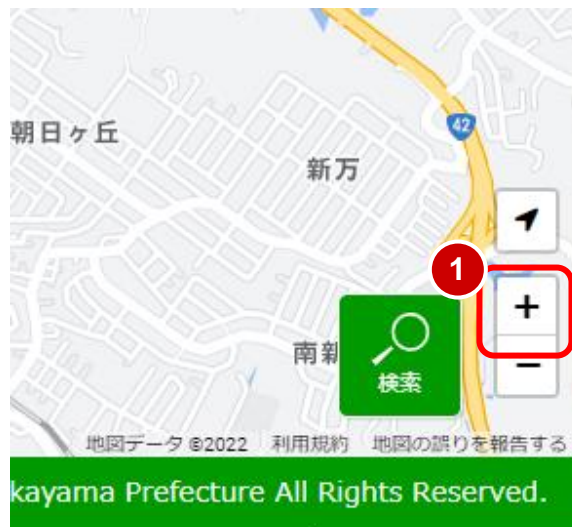 朝日ヶ丘
42
新万
1
+
南新
検索
−
地図データ ©2022 利用規約 地図の誤りを報告する
kayama Prefecture All Rights Reserved.